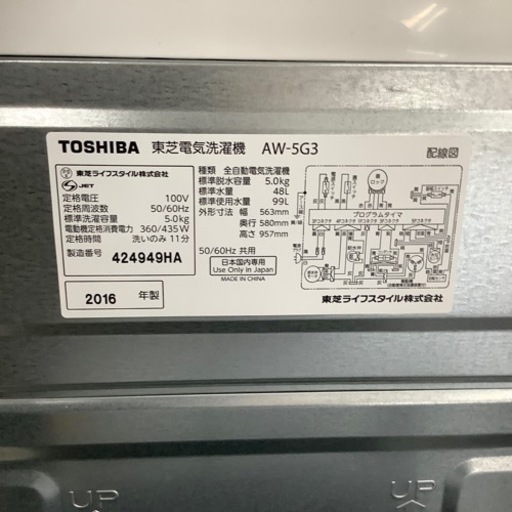 TOSHIBA 東芝電気洗濯機 AW-5G3
配線図
東芝ライフスタイル株式会社
JET
定格電圧 100V
定格周波数 50/60Hz
標準洗濯容量 5.0kg
電動機定格消費電力 360/435W
定格時間 洗いのみ 11分
製造番号 424949HA
2016 年製
種類 全自動電気洗濯機
標準脱水容量 5.0kg
標準水量 48L
標準使用水量 99L
外形寸法 幅 563mm
奥行 580mm
高さ 957mm
50/60Hz 共用
日本国内専用
Use Only in Japan
MADE IN CHINA
プログラムタイマ
東芝ライフスタイル株式会社
UP
UP